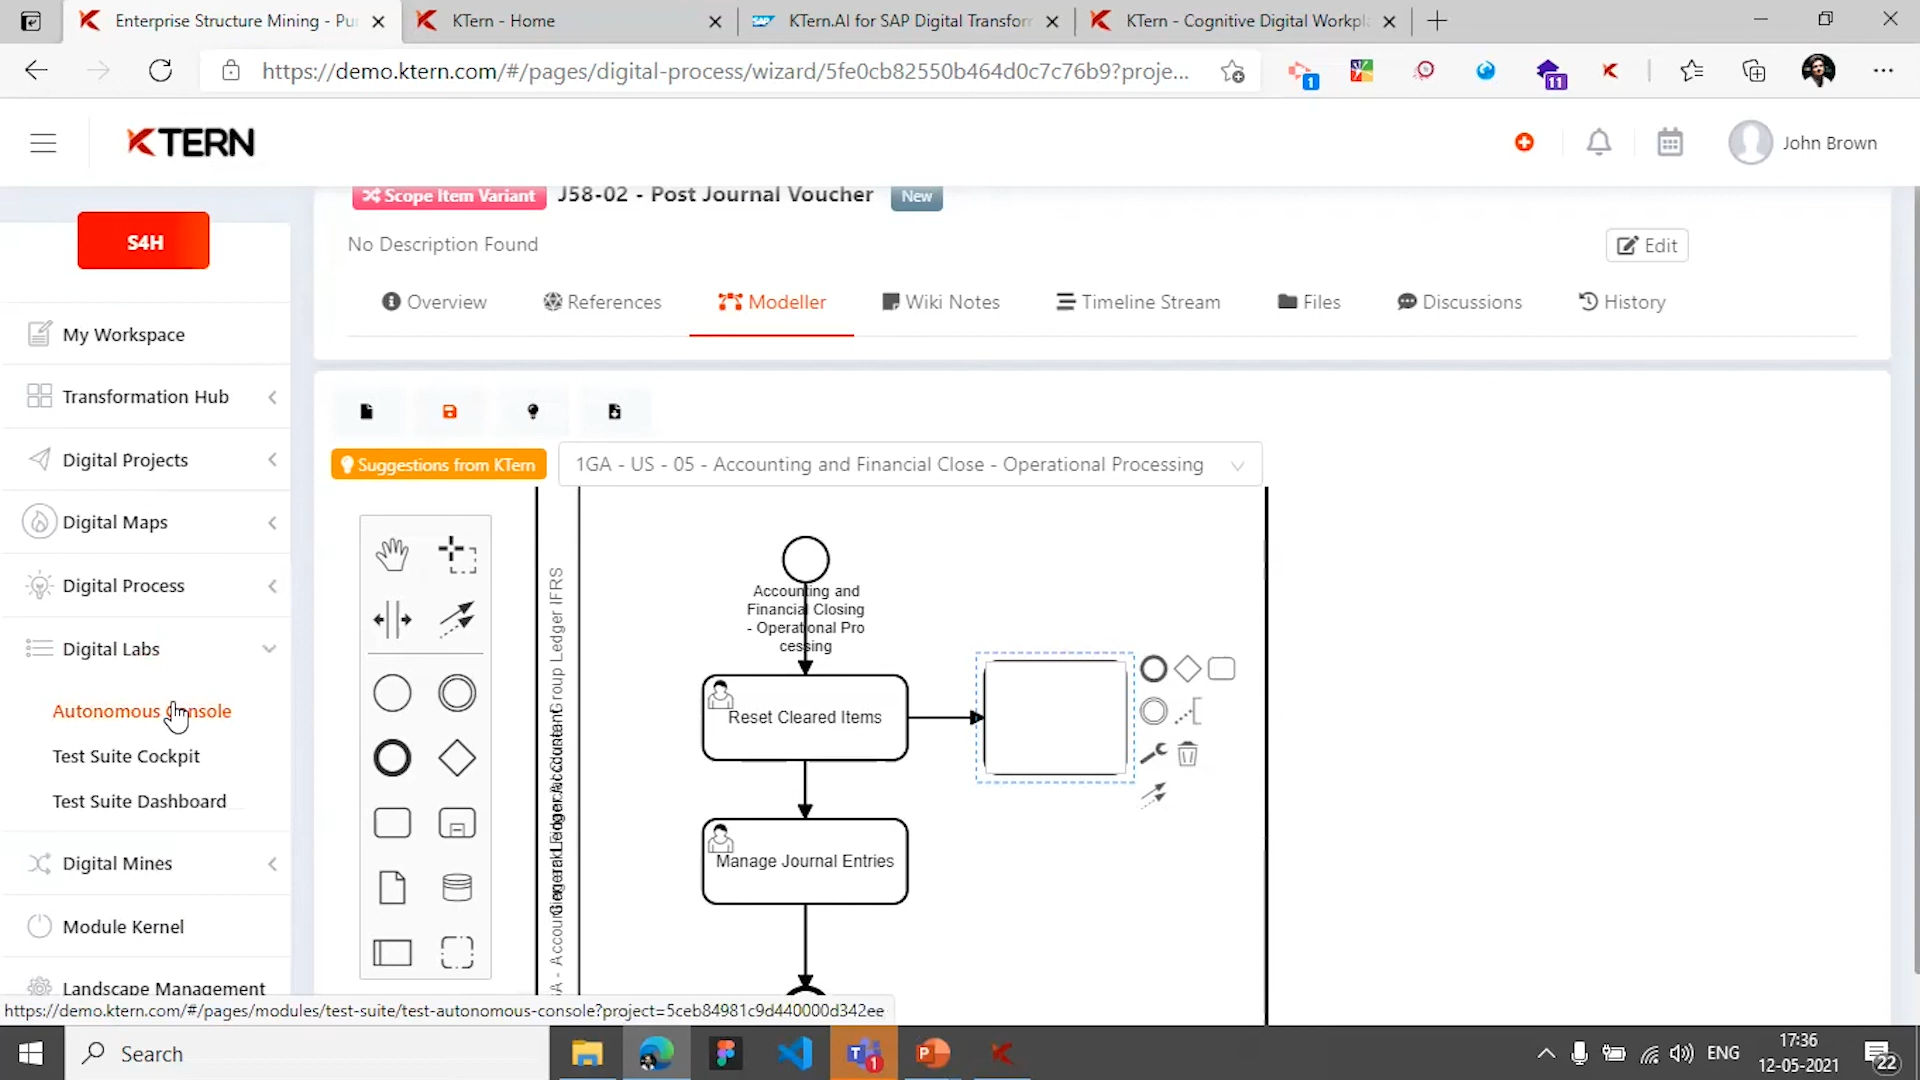 Enterprise Structure Mining - Pu
KTern - Home
KTern.AI for SAP Digital Transforn
KTern - Cognitive Digital Workpl
https://demo.ktern.com/#/pages/digital-process/wizard/5fe0cb82550b464d0c7c76b9?proje...
1
11
KTERN
John Brown
S4H
Scope Item Variant J58-02 - Post Journal Voucher New
No Description Found
Edit
Overview References Modeller Wiki Notes Timeline Stream Files Discussions History
My Workspace
Transformation Hub
Digital Projects
Digital Maps
Digital Process
Digital Labs
Autonomous Console
Test Suite Cockpit
Test Suite Dashboard
Digital Mines
Module Kernel
Landscape Management
Suggestions from KTern
1GA - US - 05 - Accounting and Financial Close - Operational Processing
Accounting and
Financial Closing
- Operational Pro
cessing
Reset Cleared Items
Manage Journal Entries
Group Ledger IFRS
https://demo.ktern.com/#/pages/modules/test-suite/test-autonomous-console?project=5ceb84981c9d440000d342ee
Search
1
ENG
17:36
12-05-2021
22